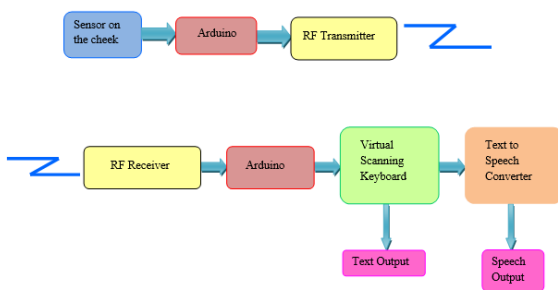 Sensor on
the cheek
Arduino
RF Transmitter
RF Receiver
Arduino
Virtual
Scanning
Keyboard
Text to
Speech
Converter
Text Output
Speech
Output